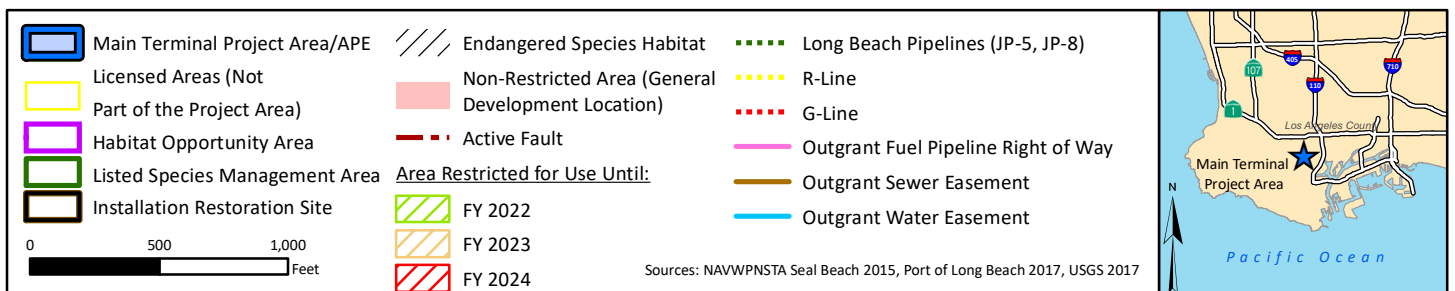 Main Terminal Project Area/APE
Licensed Areas (Not
Part of the Project Area)
Habitat Opportunity Area
Listed Species Management Area
Installation Restoration Site
0 500 1,000
Feet
Endangered Species Habitat
Non-Restricted Area (General
Development Location)
Active Fault
Area Restricted for Use Until:
FY 2022
FY 2023
FY 2024
Long Beach Pipelines (JP-5, JP-8)
R-Line
G-Line
Outgrant Fuel Pipeline Right of Way
Outgrant Sewer Easement
Outgrant Water Easement
Sources: NAVWPNSTA Seal Beach 2015, Port of Long Beach 2017, USGS 2017
405
710
107
110
1
Los Angeles County
Main Terminal
Project Area
N
Pacific Ocean